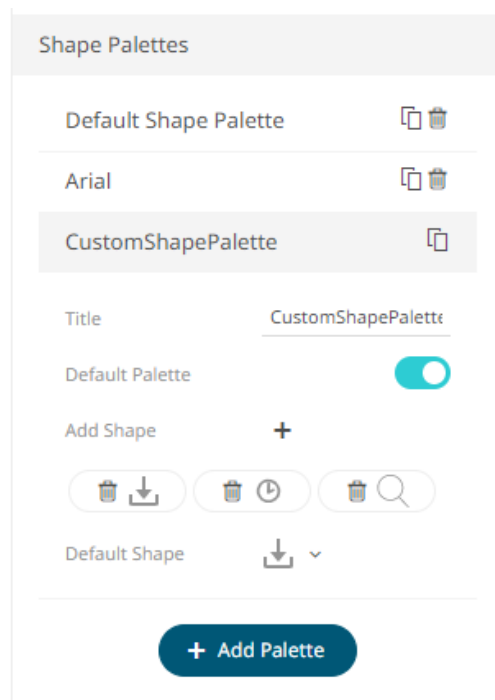 Shape Palettes
Default Shape Palette
Arial
CustomShapePalette
Title CustomShapePalette
Default Palette
Add Shape
Default Shape
Add Palette